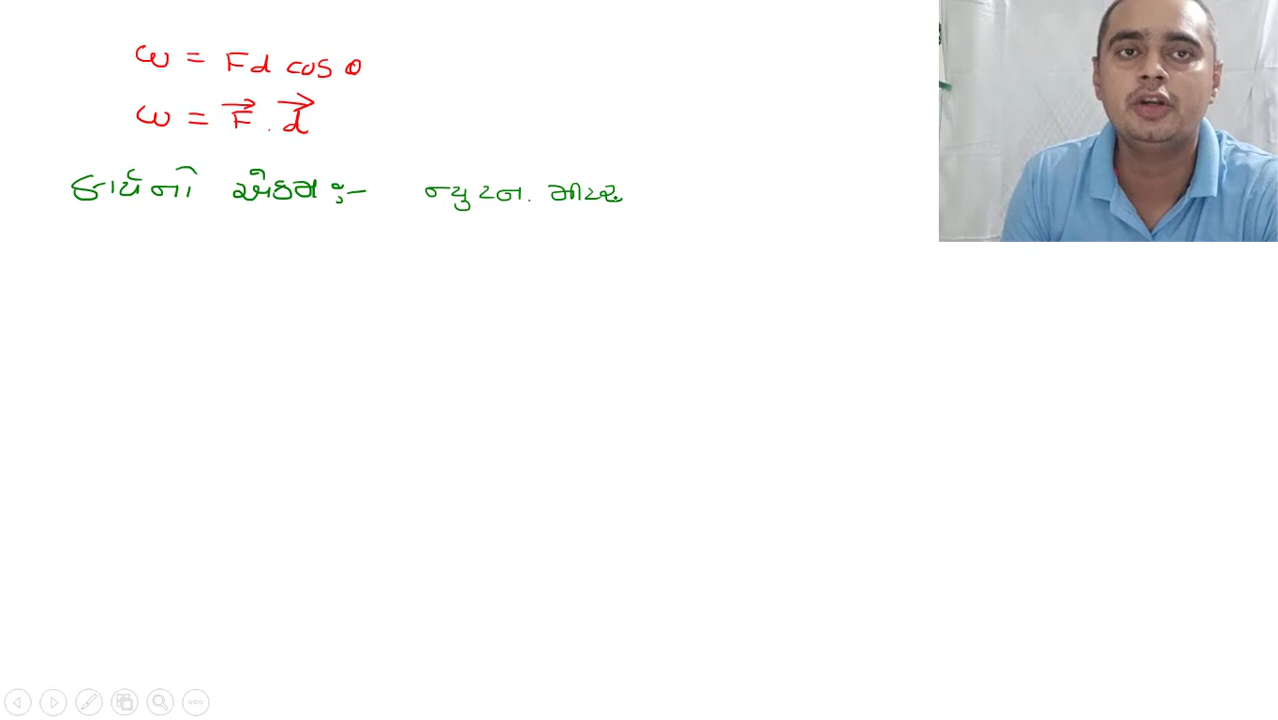 W = Fd cos θ
W = F⃗ . d⃗
કાર્યનો એકમ :- ન્યુટન. મીટર